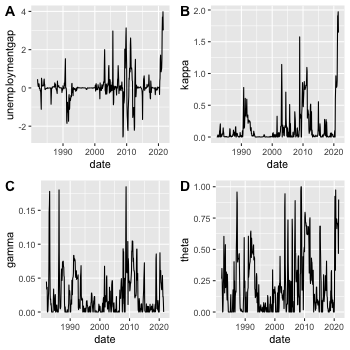 A
unemploymentgap
4
2
0
-2
1990 2000 2010 2020
date
B
kappa
2.0
1.5
1.0
0.5
0.0
1990 2000 2010 2020
date
C
gamma
0.15
0.10
0.05
0.00
1990 2000 2010 2020
date
D
theta
1.00
0.75
0.50
0.25
0.00
1990 2000 2010 2020
date